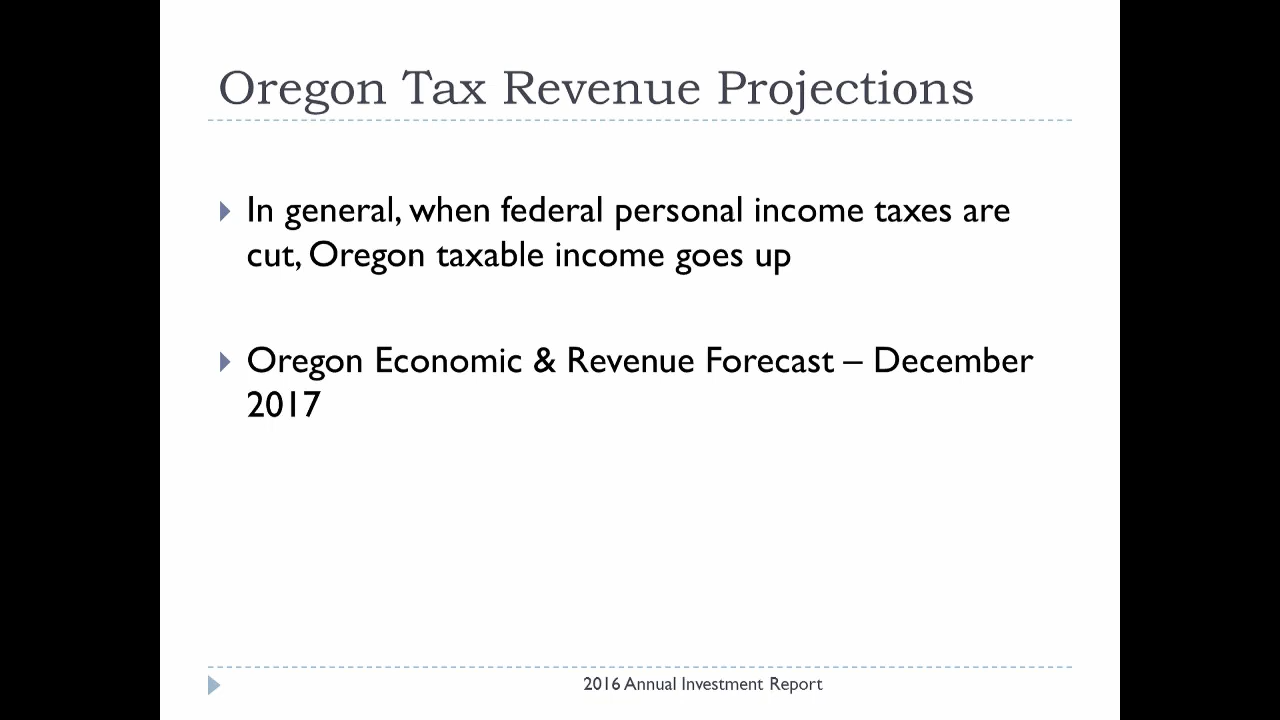 Oregon Tax Revenue Projections
In general, when federal personal income taxes are
cut, Oregon taxable income goes up
Oregon Economic & Revenue Forecast – December
2017
2016 Annual Investment Report